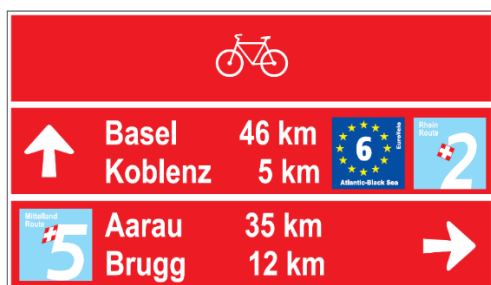 Basel 46 km
Koblenz 5 km
6
EuroVelo
Atlantic-Black Sea
Rhein
Route
2
Mittelland
Route
5
Aarau 35 km
Brugg 12 km